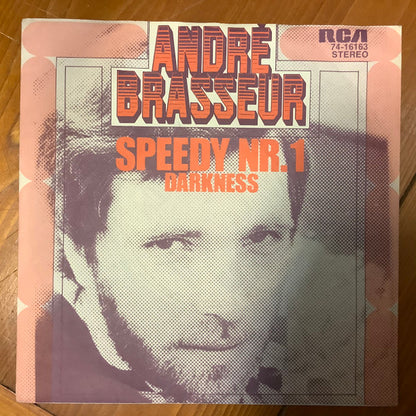 ANDRÉ
BRASSEUR
RCA
74-16163
STEREO
SPEEDY NR. 1
DARKNESS